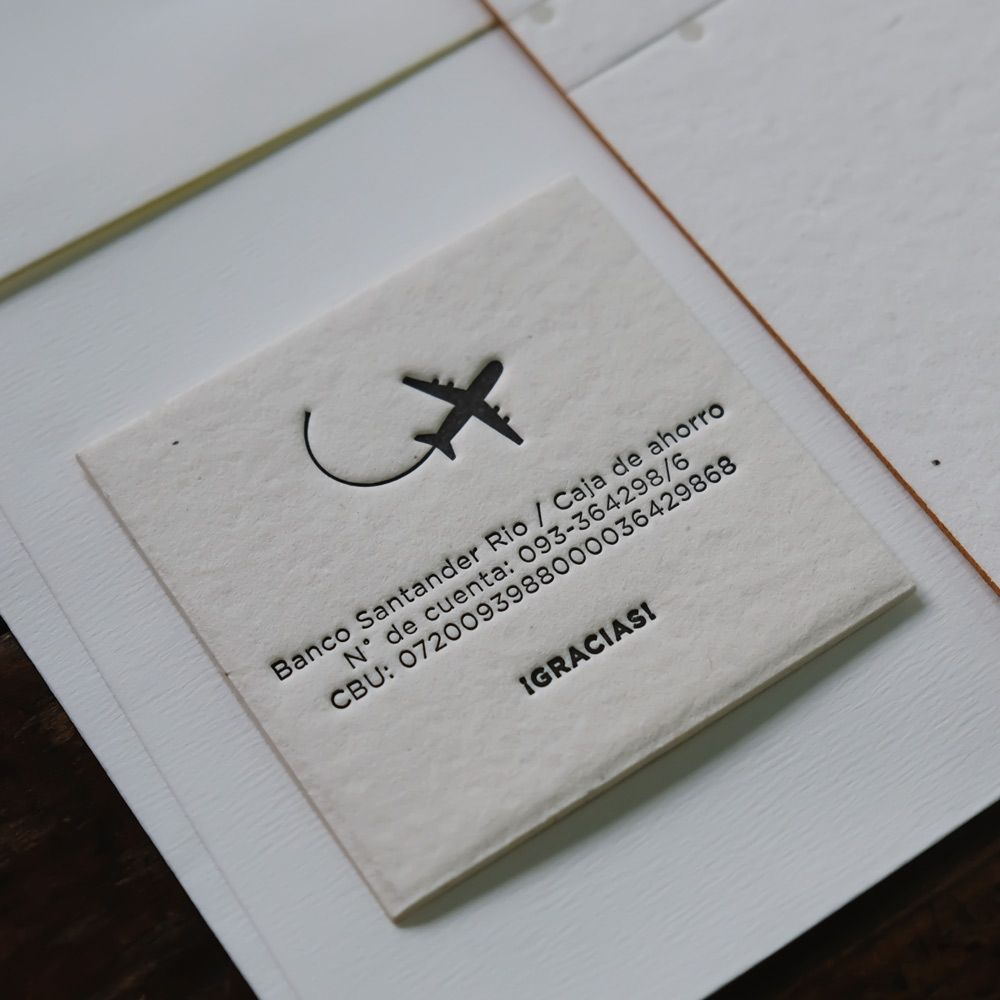 Banco Santander Rio / Caja de ahorro
N° de cuenta: 093-364298/6
CBU: 0720093988000036429868
¡GRACIAS!